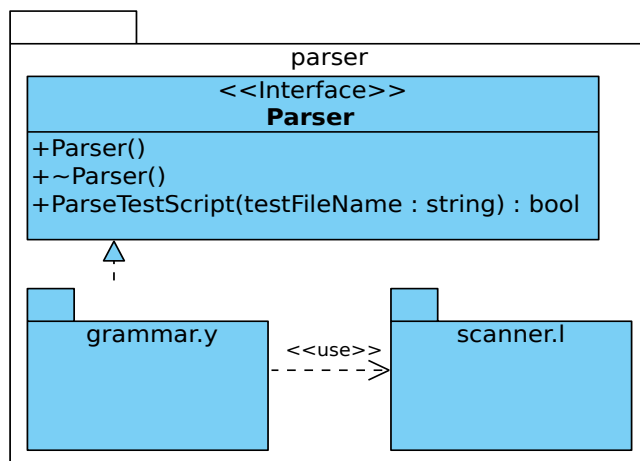 parser
<<Interface>>
Parser
+Parser()
+~Parser()
+ParseTestScript(testFileName : string) : bool
grammar.y
<<use>>
scanner.l